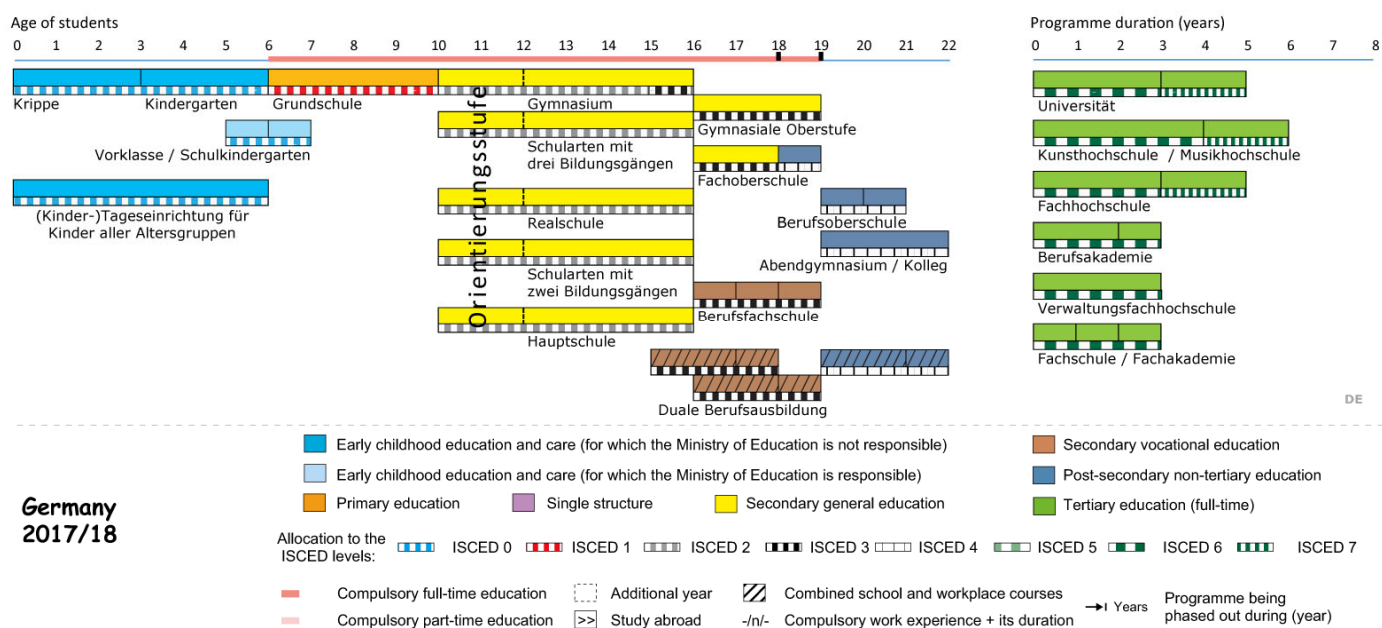 Age of students
0 1 2 3 4 5 6 7 8 9 10 11 12 13 14 15 16 17 18 19 20 21 22
Krippe
Kindergarten
Grundschule
Gymnasium
Gymnasiale Oberstufe
Vorklasse / Schulkindergarten
Schularten mit
drei Bildungsgängen
Fachoberschule
(Kinder-)Tageseinrichtung für
Kinder aller Altersgruppen
Orientierungsstufe
Realschule
Berufsoberschule
Schularten mit
zwei Bildungsgängen
Abendgymnasium / Kolleg
Berufsfachschule
Hauptschule
Duale Berufsausbildung
Programme duration (years)
0 1 2 3 4 5 6 7 8
Universität
Kunsthochschule / Musikhochschule
Fachhochschule
Berufsakademie
Verwaltungsfachhochschule
Fachschule / Fachakademie
DE
Germany
2017/18
Early childhood education and care (for which the Ministry of Education is not responsible)
Secondary vocational education
Early childhood education and care (for which the Ministry of Education is responsible)
Post-secondary non-tertiary education
Primary education
Single structure
Secondary general education
Tertiary education (full-time)
Allocation to the
ISCED levels:
ISCED 0
ISCED 1
ISCED 2
ISCED 3
ISCED 4
ISCED 5
ISCED 6
ISCED 7
Compulsory full-time education
Additional year
Combined school and workplace courses
Years
Programme being
phased out during (year)
Compulsory part-time education
>> Study abroad
-/n/- Compulsory work experience + its duration